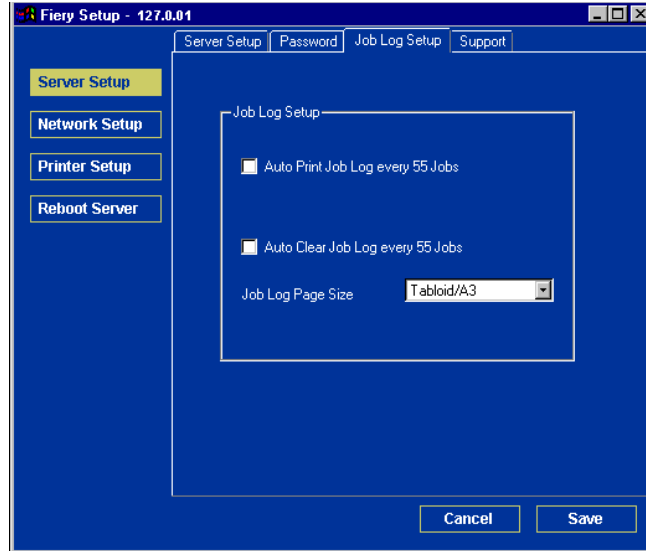 Fiery Setup - 127.0.01
Server Setup Password Job Log Setup Support
Server Setup
Network Setup
Printer Setup
Reboot Server
Job Log Setup
Auto Print Job Log every 55 Jobs
Auto Clear Job Log every 55 Jobs
Job Log Page Size Tabloid/A3
Cancel Save